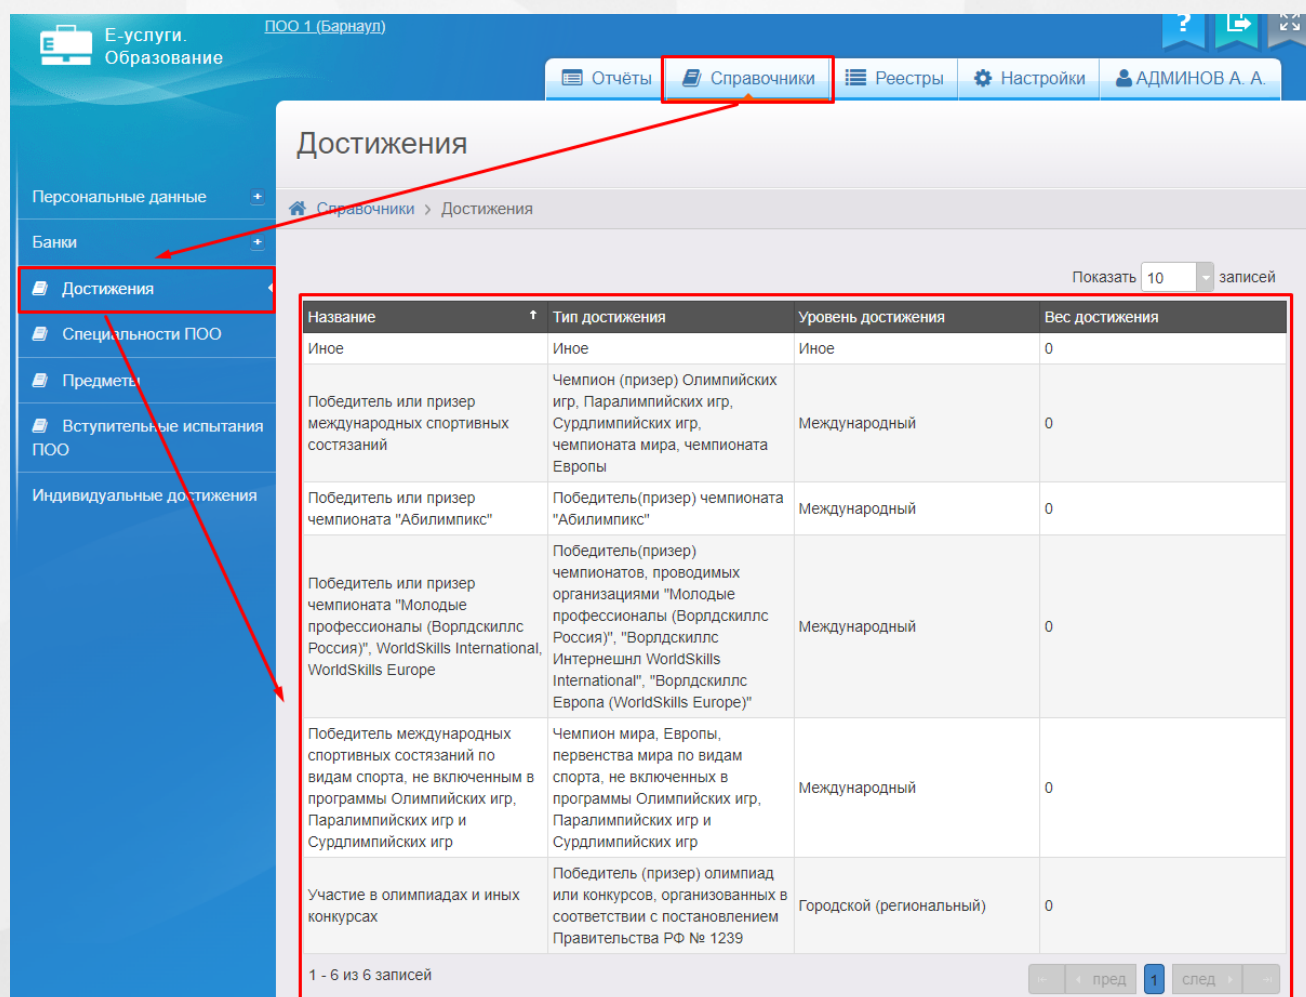 Е-услуги.
Образование
ПОО 1 (Барнаул)
?
Отчёты
Справочники
Реестры
Настройки
АДМИНОВ А. А.
Достижения
Справочники > Достижения
Персональные данные
Банки
Достижения
Специальности ПОО
Предметы
Вступительные испытания
ПОО
Индивидуальные достижения
Показать 10 записей
Название
Тип достижения
Уровень достижения
Вес достижения
Иное
Иное
Иное
0
Победитель или призер
международных спортивных
состязаний
Чемпион (призер) Олимпийских
игр, Паралимпийских игр,
Сурдлимпийских игр,
чемпионата мира, чемпионата
Европы
Международный
0
Победитель или призер
чемпионата "Абилимпикс"
Победитель(призер) чемпионата
"Абилимпикс"
Международный
0
Победитель или призер
чемпионата "Молодые
профессионалы (Ворлдскиллс
Россия)", WorldSkills International,
WorldSkills Europe
Победитель(призер)
чемпионатов, проводимых
организациями "Молодые
профессионалы (Ворлдскиллс
Россия)", "Ворлдскиллс
Интернешнл WorldSkills
International", "Ворлдскиллс
Европа (WorldSkills Europe)"
Международный
0
Победитель международных
спортивных состязаний по
видам спорта, не включенным в
программы Олимпийских игр,
Паралимпийских игр и
Сурдлимпийских игр
Чемпион мира, Европы,
первенства мира по видам
спорта, не включенных в
программы Олимпийских игр,
Паралимпийских игр и
Сурдлимпийских игр
Международный
0
Участие в олимпиадах и иных
конкурсах
Победитель (призер) олимпиад
или конкурсов, организованных в
соответствии с постановлением
Правительства РФ № 1239
Городской (региональный)
0
1 - 6 из 6 записей
пред 1 след